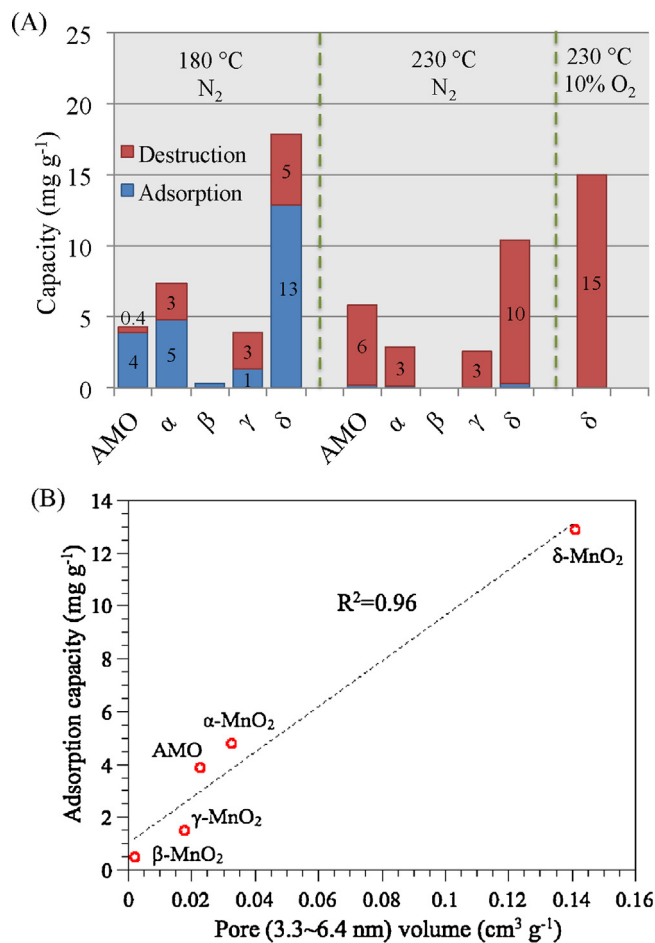 (A)
180 °C
N₂
230 °C
N₂
230 °C
10% O₂
Destruction
Adsorption
Capacity (mg g⁻¹)
25
20
15
10
5
0
0.4
4
3
5
3
1
5
13
6
3
3
10
15
AMO
α
β
γ
δ
AMO
α
β
γ
δ
δ
(B)
Adsorption capacity (mg g⁻¹)
14
12
10
8
6
4
2
0
δ-MnO₂
R²=0.96
α-MnO₂
AMO
γ-MnO₂
β-MnO₂
0 0.02 0.04 0.06 0.08 0.1 0.12 0.14 0.16
Pore (3.3~6.4 nm) volume (cm³ g⁻¹)